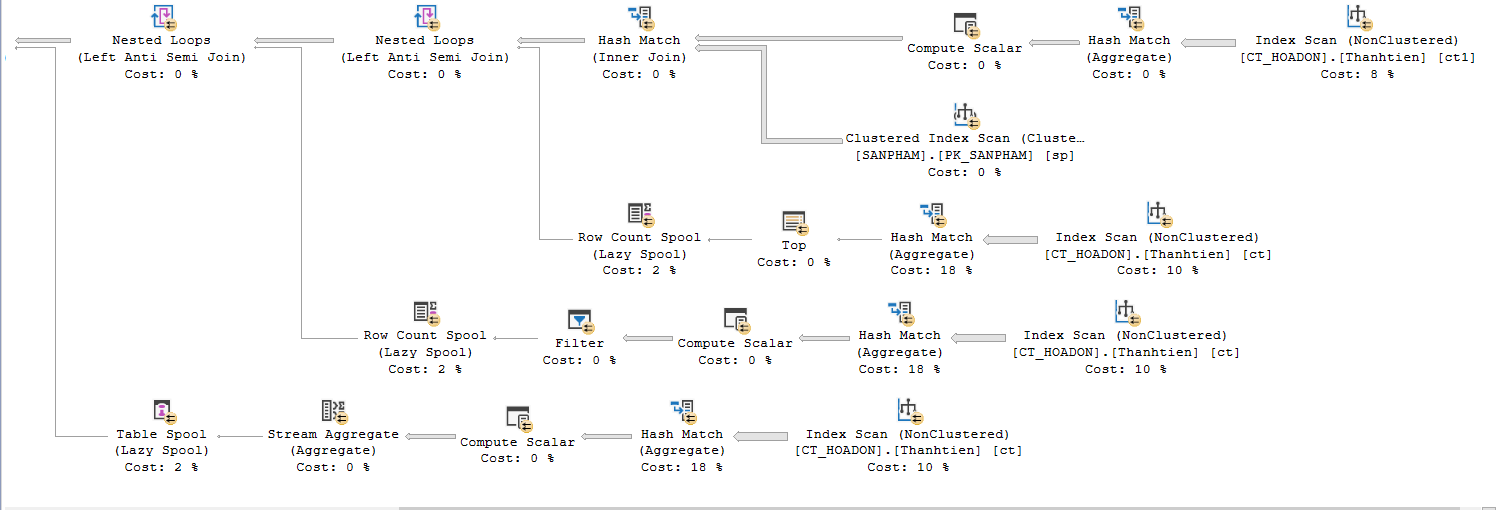 Nested Loops
(Left Anti Semi Join)
Cost: 0 %
Nested Loops
(Left Anti Semi Join)
Cost: 0 %
Hash Match
(Inner Join)
Cost: 0 %
Compute Scalar
Cost: 0 %
Hash Match
(Aggregate)
Cost: 0 %
Index Scan (NonClustered)
[CT_HOADON].[Thanhtien] [ct1]
Cost: 8 %
Clustered Index Scan (Cluste…
[SANPHAM].[PK_SANPHAM] [sp]
Cost: 0 %
Row Count Spool
(Lazy Spool)
Cost: 2 %
Top
Cost: 0 %
Hash Match
(Aggregate)
Cost: 18 %
Index Scan (NonClustered)
[CT_HOADON].[Thanhtien] [ct]
Cost: 10 %
Row Count Spool
(Lazy Spool)
Cost: 2 %
Filter
Cost: 0 %
Compute Scalar
Cost: 0 %
Hash Match
(Aggregate)
Cost: 18 %
Index Scan (NonClustered)
[CT_HOADON].[Thanhtien] [ct]
Cost: 10 %
Table Spool
(Lazy Spool)
Cost: 2 %
Stream Aggregate
(Aggregate)
Cost: 0 %
Compute Scalar
Cost: 0 %
Hash Match
(Aggregate)
Cost: 18 %
Index Scan (NonClustered)
[CT_HOADON].[Thanhtien] [ct]
Cost: 10 %